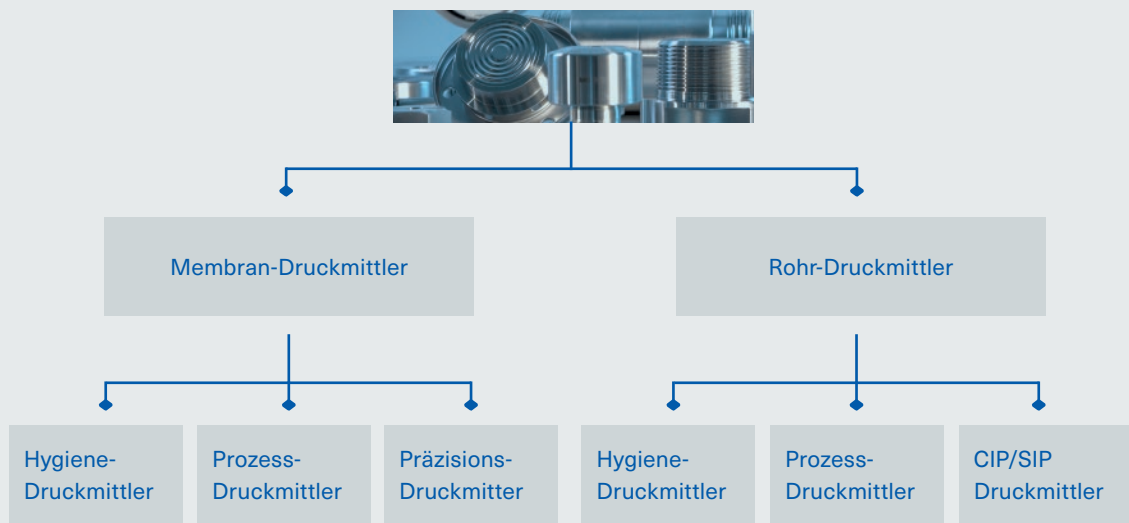 Membran-Druckmittler
Rohr-Druckmittler
Hygiene-
Druckmittler
Prozess-
Druckmittler
Präzisions-
Druckmitter
Hygiene-
Druckmittler
Prozess-
Druckmittler
CIP/SIP
Druckmittler